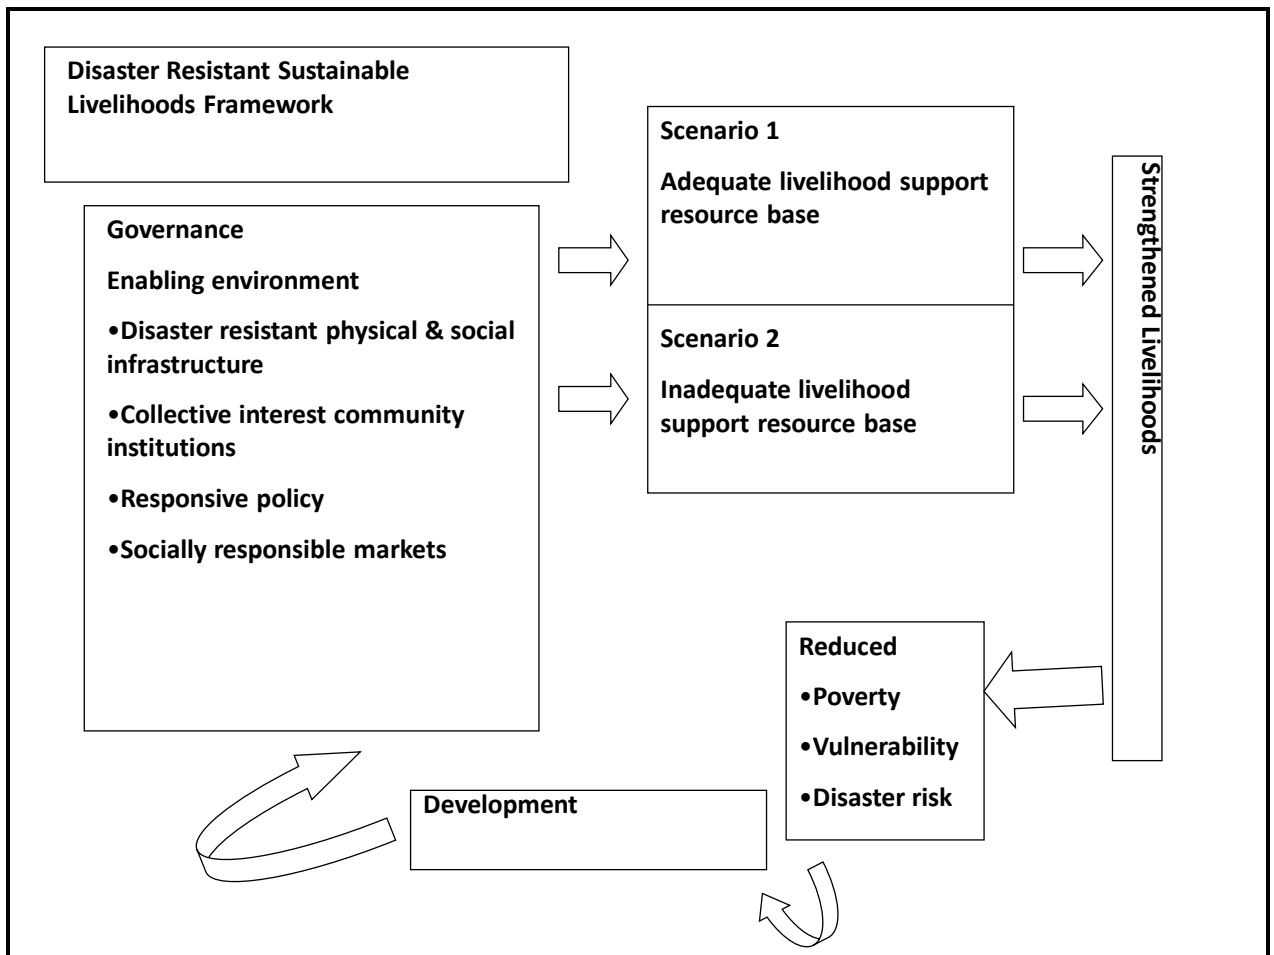 Disaster Resistant Sustainable
Livelihoods Framework
Governance
Enabling environment
•Disaster resistant physical & social
infrastructure
•Collective interest community
institutions
•Responsive policy
•Socially responsible markets
Scenario 1
Adequate livelihood support
resource base
Scenario 2
Inadequate livelihood
support resource base
Strengthened Livelihoods
Reduced
•Poverty
•Vulnerability
•Disaster risk
Development